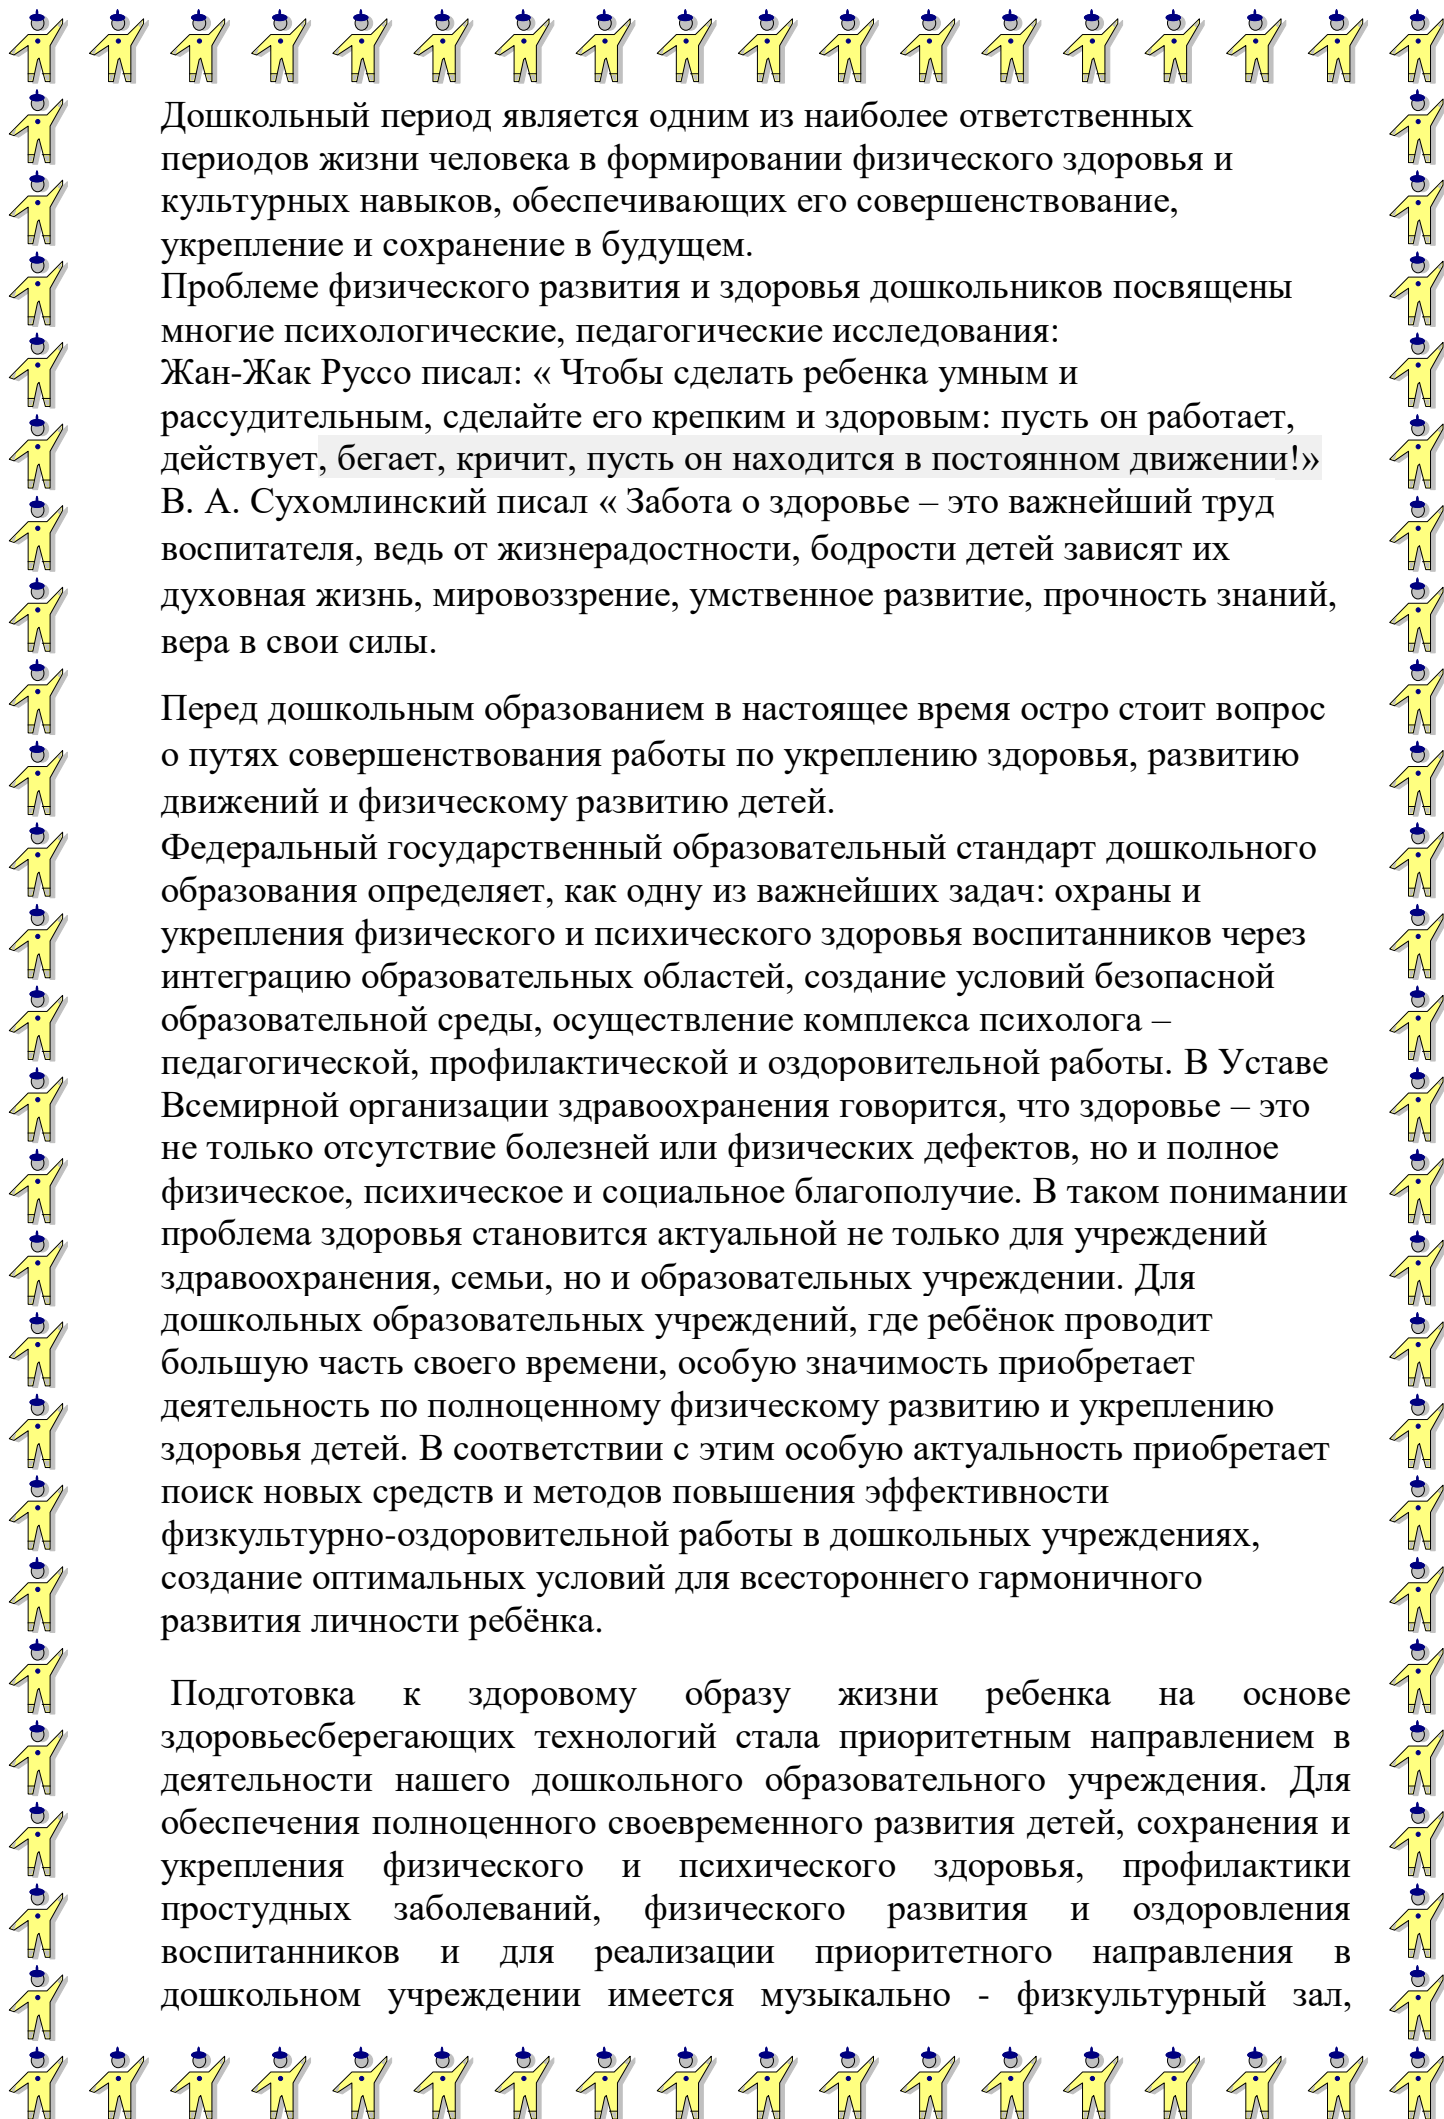 Дошкольный период является одним из наиболее ответственных
периодов жизни человека в формировании физического здоровья и
культурных навыков, обеспечивающих его совершенствование,
укрепление и сохранение в будущем.
Проблеме физического развития и здоровья дошкольников посвящены
многие психологические, педагогические исследования:
Жан-Жак Руссо писал: « Чтобы сделать ребенка умным и
рассудительным, сделайте его крепким и здоровым: пусть он работает,
действует, бегает, кричит, пусть он находится в постоянном движении!»
В. А. Сухомлинский писал « Забота о здоровье – это важнейший труд
воспитателя, ведь от жизнерадостности, бодрости детей зависят их
духовная жизнь, мировоззрение, умственное развитие, прочность знаний,
вера в свои силы.
Перед дошкольным образованием в настоящее время остро стоит вопрос
о путях совершенствования работы по укреплению здоровья, развитию
движений и физическому развитию детей.
Федеральный государственный образовательный стандарт дошкольного
образования определяет, как одну из важнейших задач: охраны и
укрепления физического и психического здоровья воспитанников через
интеграцию образовательных областей, создание условий безопасной
образовательной среды, осуществление комплекса психолога –
педагогической, профилактической и оздоровительной работы. В Уставе
Всемирной организации здравоохранения говорится, что здоровье – это
не только отсутствие болезней или физических дефектов, но и полное
физическое, психическое и социальное благополучие. В таком понимании
проблема здоровья становится актуальной не только для учреждений
здравоохранения, семьи, но и образовательных учреждении. Для
дошкольных образовательных учреждений, где ребёнок проводит
большую часть своего времени, особую значимость приобретает
деятельность по полноценному физическому развитию и укреплению
здоровья детей. В соответствии с этим особую актуальность приобретает
поиск новых средств и методов повышения эффективности
физкультурно-оздоровительной работы в дошкольных учреждениях,
создание оптимальных условий для всестороннего гармоничного
развития личности ребёнка.
Подготовка к здоровому образу жизни ребенка на основе
здоровьесберегающих технологий стала приоритетным направлением в
деятельности нашего дошкольного образовательного учреждения. Для
обеспечения полноценного своевременного развития детей, сохранения и
укрепления физического и психического здоровья, профилактики
простудных заболеваний, физического развития и оздоровления
воспитанников и для реализации приоритетного направления в
дошкольном учреждении имеется музыкально - физкультурный зал,